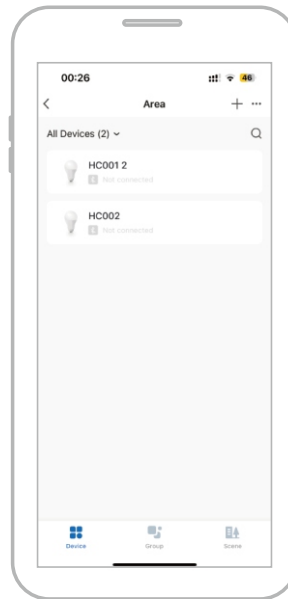 00:26 46
Area
All Devices (2)
HC001 2
Not connected
HC002
Not connected
Device Group Scene